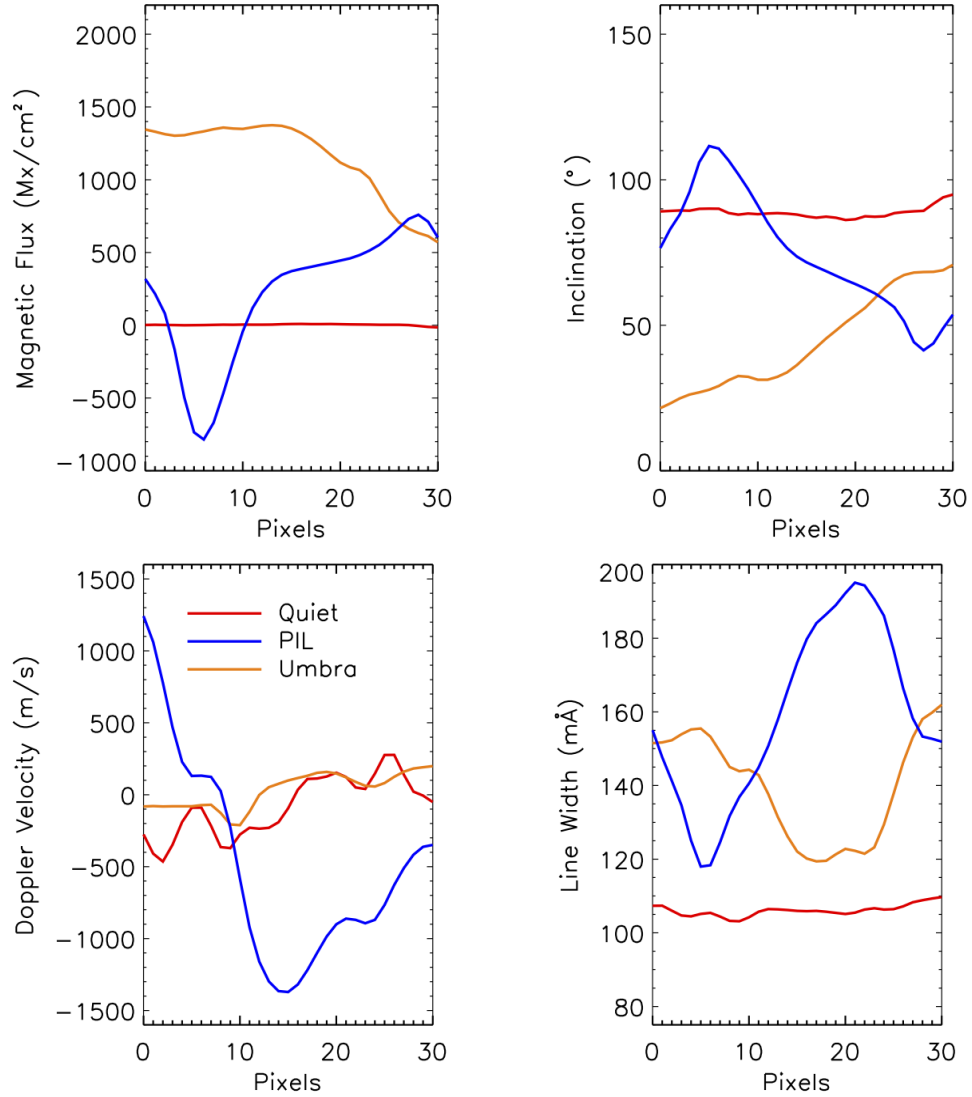 Magnetic Flux (Mx/cm²)
2000
1500
1000
500
0
−500
−1000
0 10 20 30
Pixels
Inclination (°)
150
100
50
0
0 10 20 30
Pixels
Doppler Velocity (m/s)
1500
1000
500
0
−500
−1000
−1500
Quiet
PIL
Umbra
0 10 20 30
Pixels
Line Width (mÅ)
200
180
160
140
120
100
80
0 10 20 30
Pixels